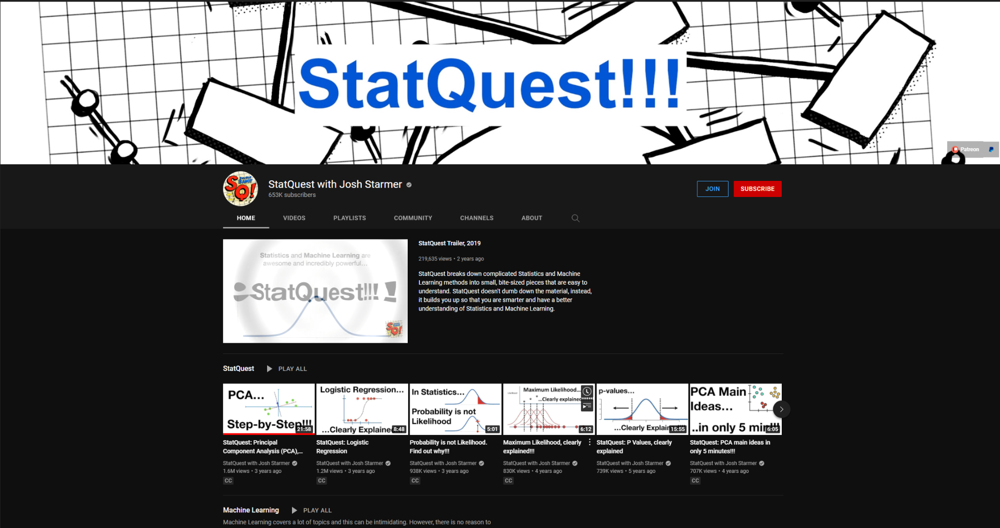 StatQuest!!!
Patreon
DOUBLE BAM!!!
SQ!
StatQuest with Josh Starmer
653K subscribers
JOIN
SUBSCRIBE
HOME VIDEOS PLAYLISTS COMMUNITY CHANNELS ABOUT
Statistics and Machine Learning are
awesome and incredibly powerful...
StatQuest!!!
SQ!
StatQuest Trailer, 2019
219,635 views • 2 years ago
StatQuest breaks down complicated Statistics and Machine
Learning methods into small, bite-sized pieces that are easy to
understand. StatQuest doesn't dumb down the material, instead,
it builds you up so that you are smarter and have a better
understanding of Statistics and Machine Learning.
StatQuest PLAY ALL
PCA...
Step-by-Step!!!
21:58
StatQuest: Principal
Component Analysis (PCA),...
StatQuest with Josh Starmer
1.6M views • 3 years ago
CC
Logistic Regression...
...Clearly Explaine
8:48
StatQuest: Logistic
Regression
StatQuest with Josh Starmer
1.2M views • 3 years ago
CC
In Statistics...
Probability is not
Likelihood
5:01
Probability is not Likelihood.
Find out why!!!
StatQuest with Josh Starmer
938K views • 3 years ago
CC
Likelihood
Maximum Likelihood...
...Clearly explained
6:12
Maximum Likelihood, clearly
explained!!!
StatQuest with Josh Starmer
830K views • 4 years ago
CC
p-values...
...Clearly Explain
15:55
StatQuest: P Values, clearly
explained
StatQuest with Josh Starmer
739K views • 5 years ago
PCA Main
Ideas...
..in only 5 min!!!
6:05
StatQuest: PCA main ideas in
only 5 minutes!!!
StatQuest with Josh Starmer
707K views • 4 years ago
CC
Machine Learning PLAY ALL
Machine Learning covers a lot of topics and this can be intimidating. However, there is no reason to